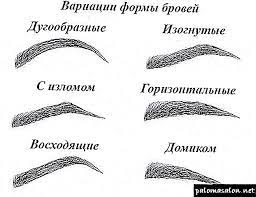 Вариации формы бровей
Дугообразные
Изогнутые
С изломом
Горизонтальные
Восходящие
Домиком
palomasalon.net